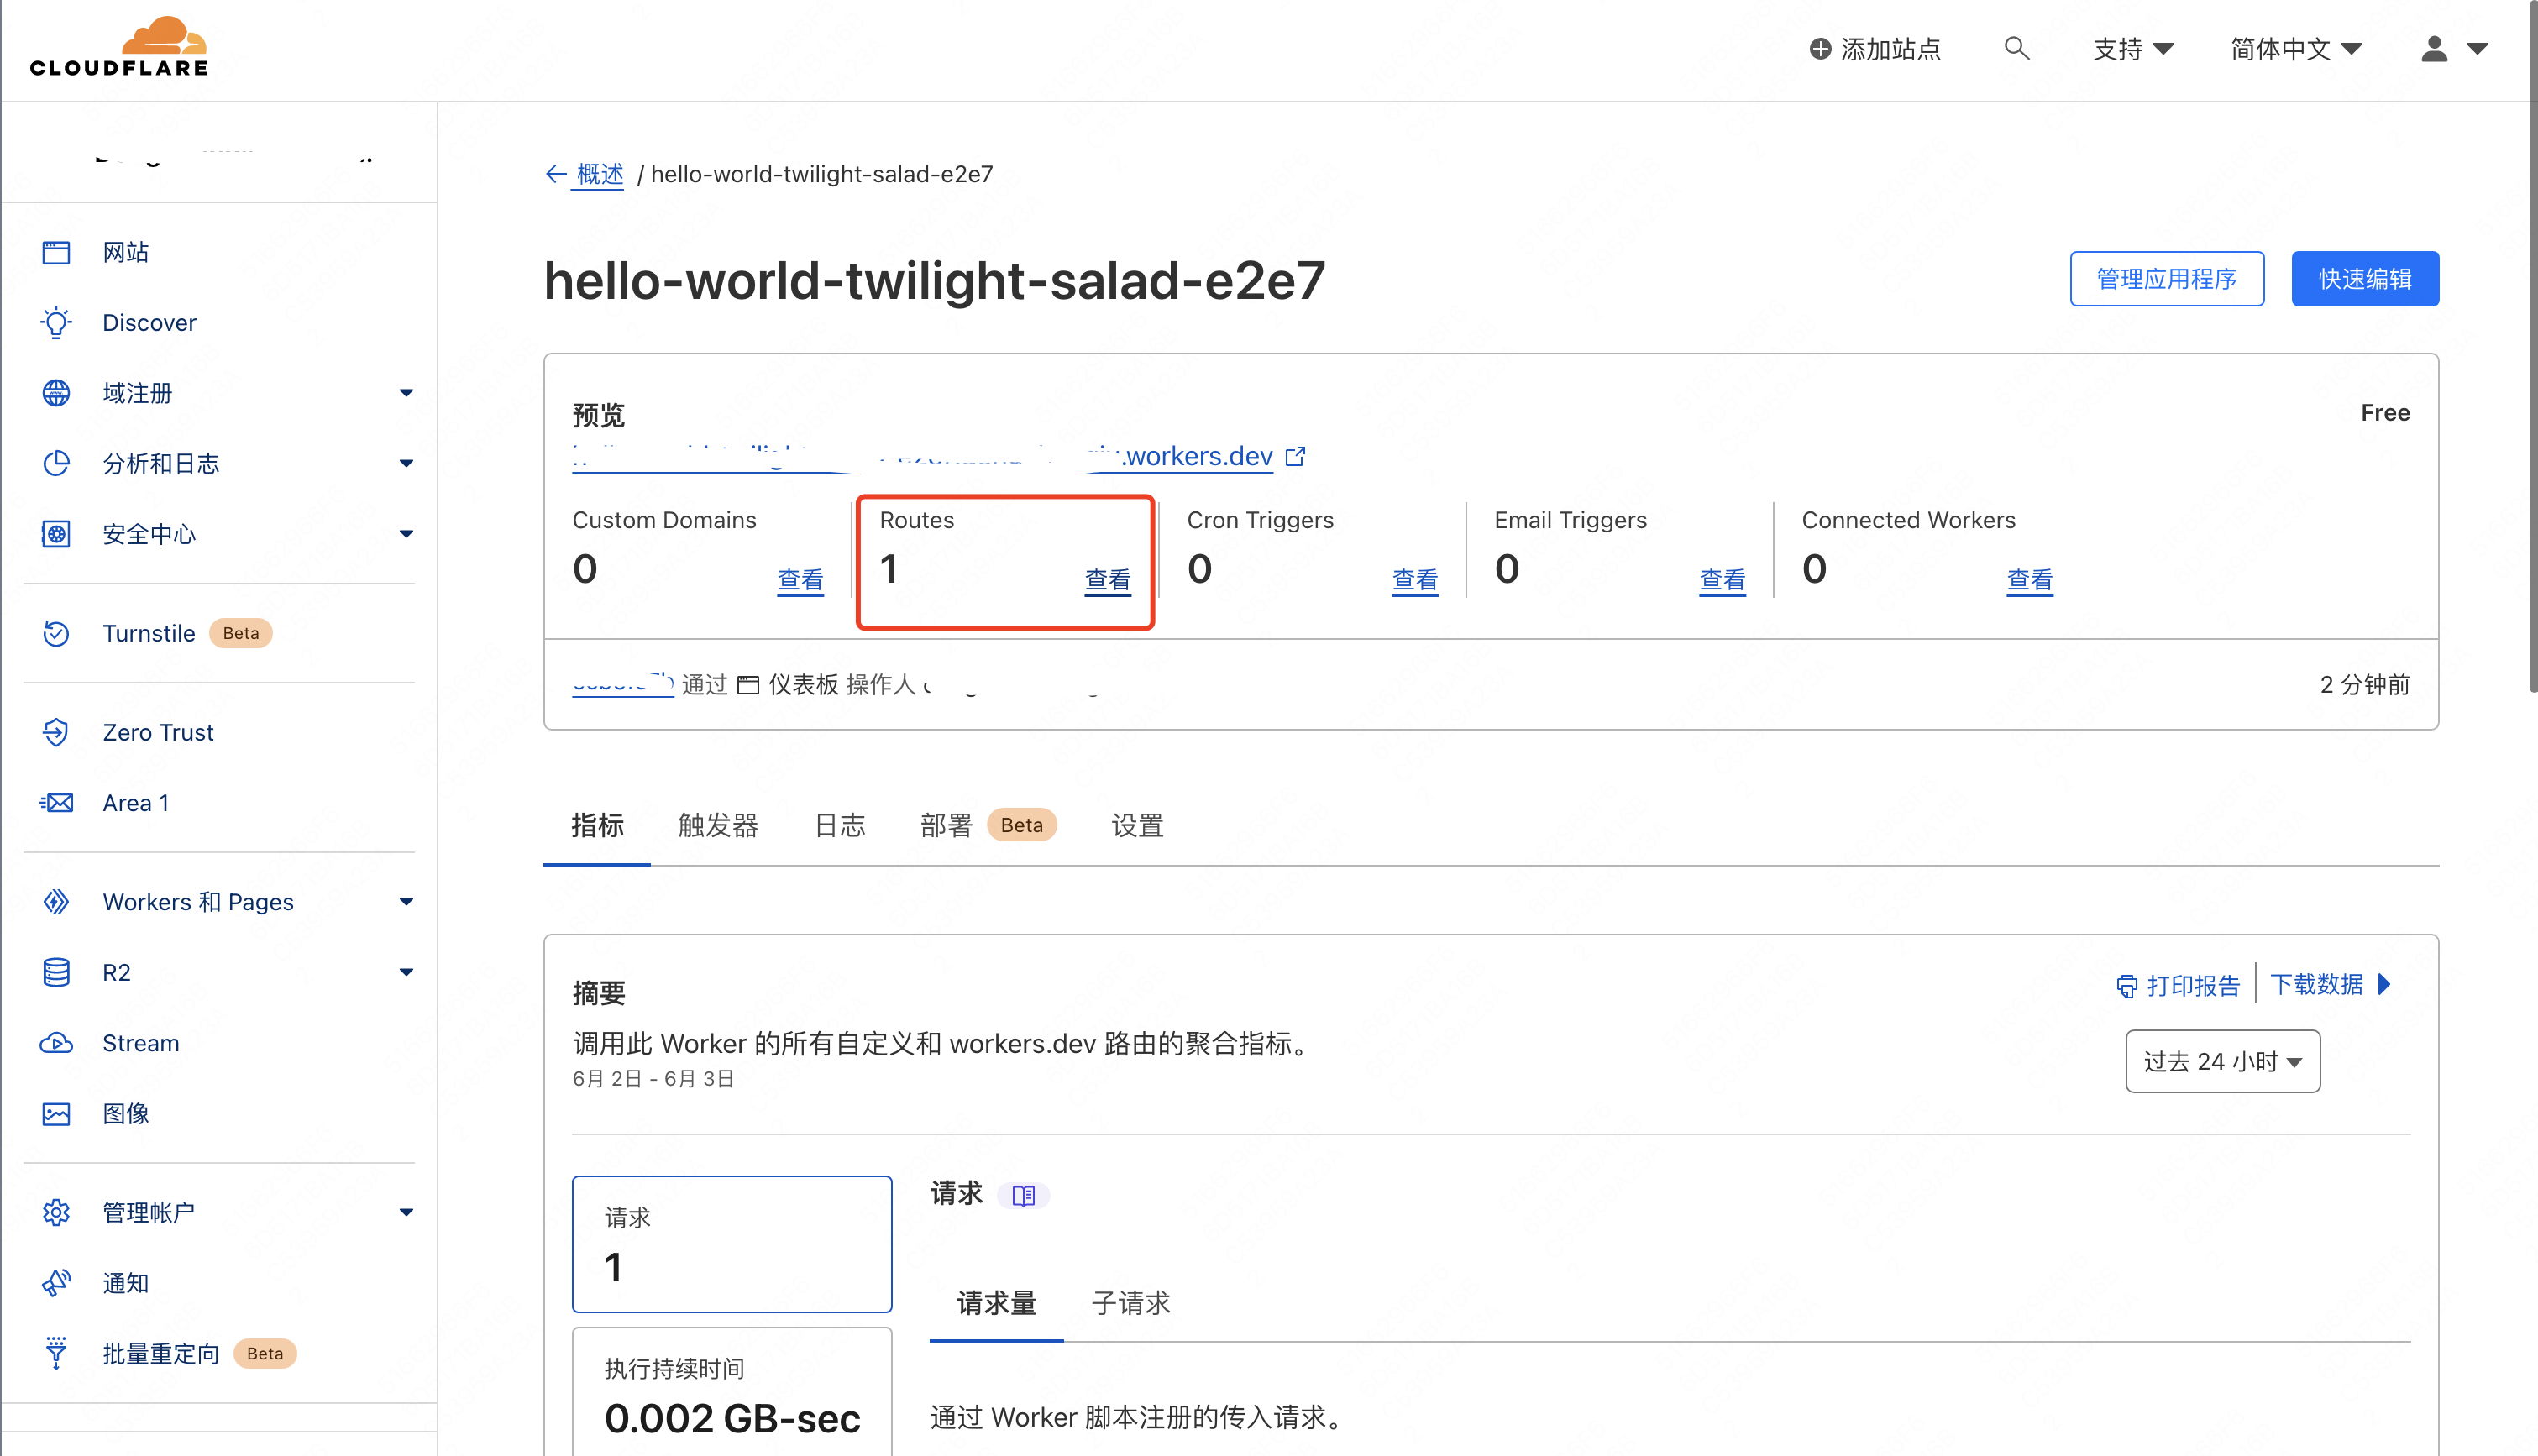 CLOUDFLARE
添加站点
支持
简体中文
网站
Discover
域注册
分析和日志
安全中心
Turnstile Beta
Zero Trust
Area 1
Workers 和 Pages
R2
Stream
图像
管理帐户
通知
批量重定向 Beta
概述 / hello-world-twilight-salad-e2e7
hello-world-twilight-salad-e2e7
管理应用程序
快速编辑
预览
Free
.workers.dev
Custom Domains
0
查看
Routes
1
查看
Cron Triggers
0
查看
Email Triggers
0
查看
Connected Workers
0
查看
通过 仪表板 操作人
2 分钟前
指标
触发器
日志
部署 Beta
设置
摘要
打印报告
下载数据
调用此 Worker 的所有自定义和 workers.dev 路由的聚合指标。
6月 2日 - 6月 3日
过去 24 小时
请求
1
执行持续时间
0.002 GB-sec
请求
请求量
子请求
通过 Worker 脚本注册的传入请求。